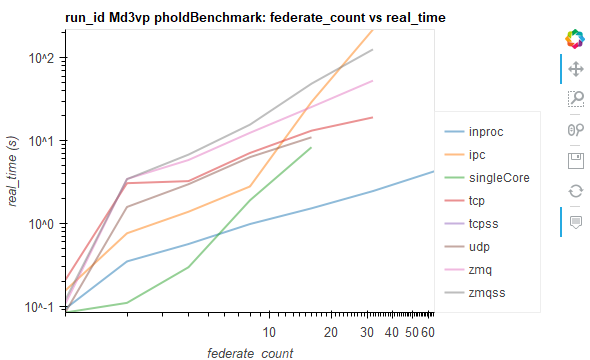 run_id Md3vp pholdBenchmark: federate_count vs real_time
real_time (s)
10^2
10^1
10^0
10^-1
10
20
30
40
50
60
federate_count
inproc
ipc
singleCore
tcp
tcpss
udp
zmq
zmqss